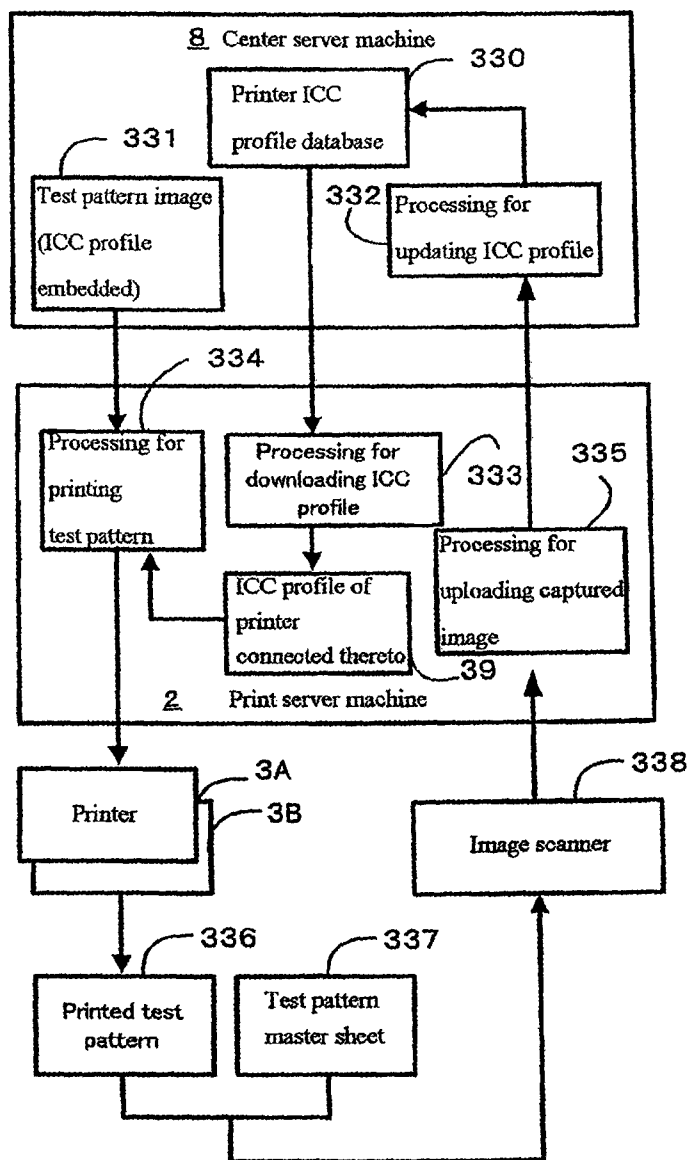 8 Center server machine
330
Printer ICC
profile database
331
Test pattern image
(ICC profile
embedded)
332
Processing for
updating ICC profile
334
Processing for
printing
test pattern
Processing for
downloading ICC
profile
333
335
Processing for
uploading captured
image
ICC profile of
printer
connected thereto
39
2 Print server machine
3A
Printer
3B
338
Image scanner
336
Printed test
pattern
337
Test pattern
master sheet